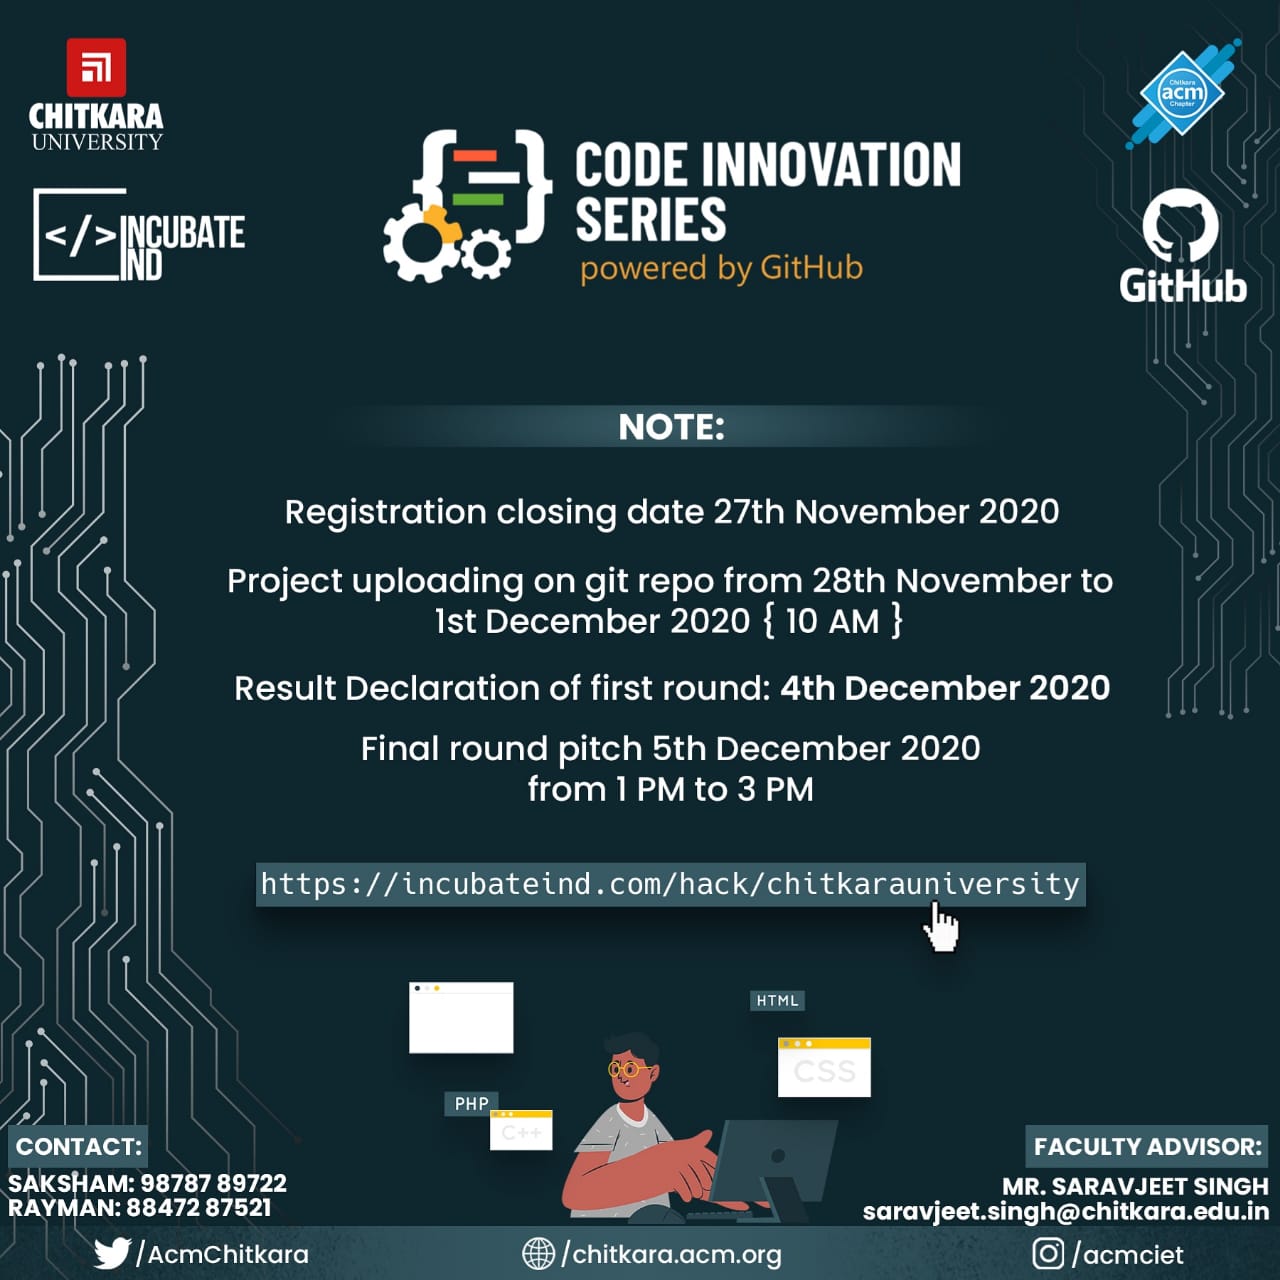 CHITKARA
UNIVERSITY
</>INCUBATE
IND
CODE INNOVATION
SERIES
powered by GitHub
Chitkara
acm
Chapter
GitHub
NOTE:
Registration closing date 27th November 2020
Project uploading on git repo from 28th November to
1st December 2020 { 10 AM }
Result Declaration of first round: 4th December 2020
Final round pitch 5th December 2020
from 1 PM to 3 PM
https://incubateind.com/hack/chitkarauniversity
HTML
CSS
PHP
C++
CONTACT:
SAKSHAM: 98787 89722
RAYMAN: 88472 87521
FACULTY ADVISOR:
MR. SARAVJEET SINGH
saravjeet.singh@chitkara.edu.in
/AcmChitkara
/chitkara.acm.org
/acmciet